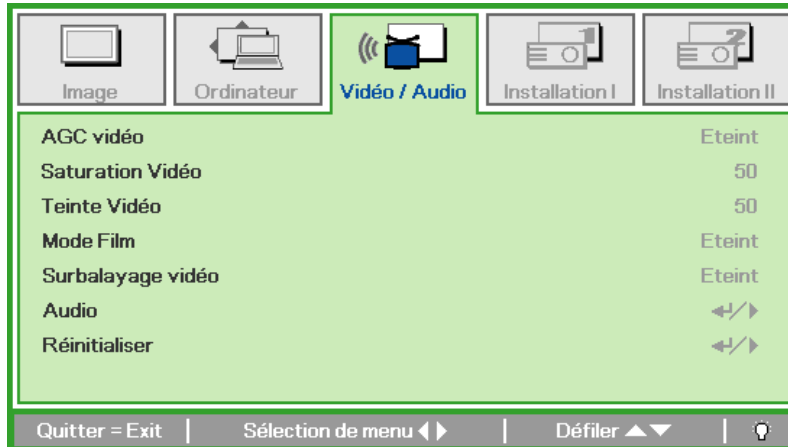 Image Ordinateur Vidéo / Audio Installation I Installation II
AGC vidéo Eteint
Saturation Vidéo 50
Teinte Vidéo 50
Mode Film Eteint
Surbalayage vidéo Eteint
Audio
Réinitialiser
Quitter = Exit Sélection de menu Défiler